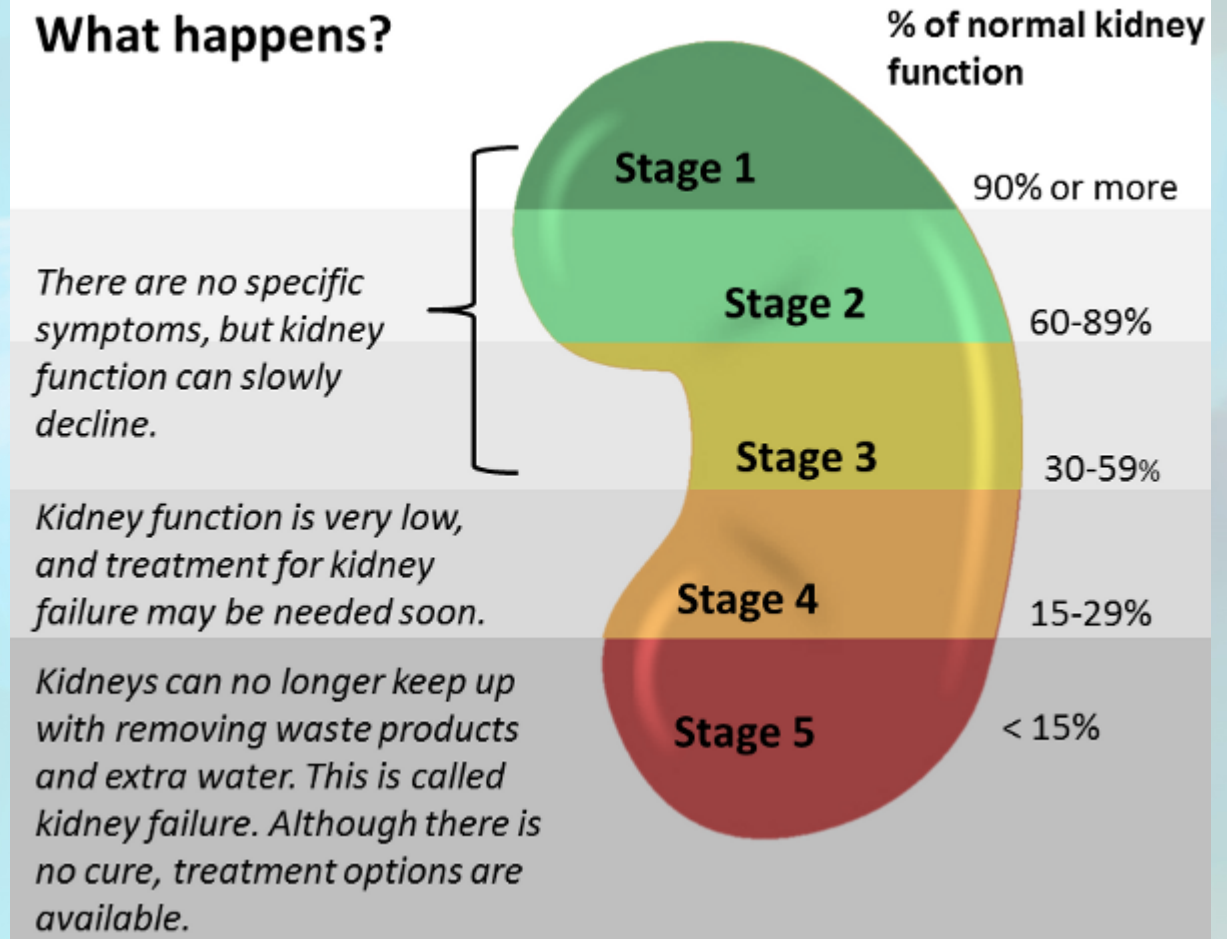 What happens?
% of normal kidney
function
Stage 1
90% or more
There are no specific
symptoms, but kidney
function can slowly
decline.
Stage 2
60-89%
Stage 3
30-59%
Kidney function is very low,
and treatment for kidney
failure may be needed soon.
Stage 4
15-29%
Kidneys can no longer keep up
with removing waste products
and extra water. This is called
kidney failure. Although there is
no cure, treatment options are
available.
Stage 5
< 15%